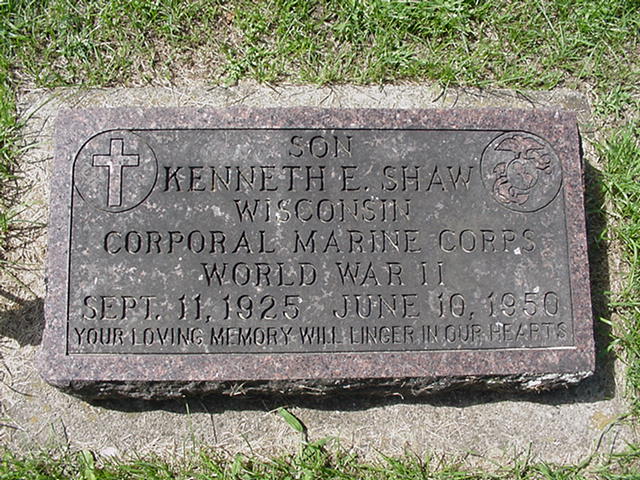 SON
KENNETH E. SHAW
WISCONSIN
CORPORAL MARINE CORPS
WORLD WAR II
SEPT. 11, 1925 JUNE 10, 1950
YOUR LOVING MEMORY WILL LINGER IN OUR HEARTS